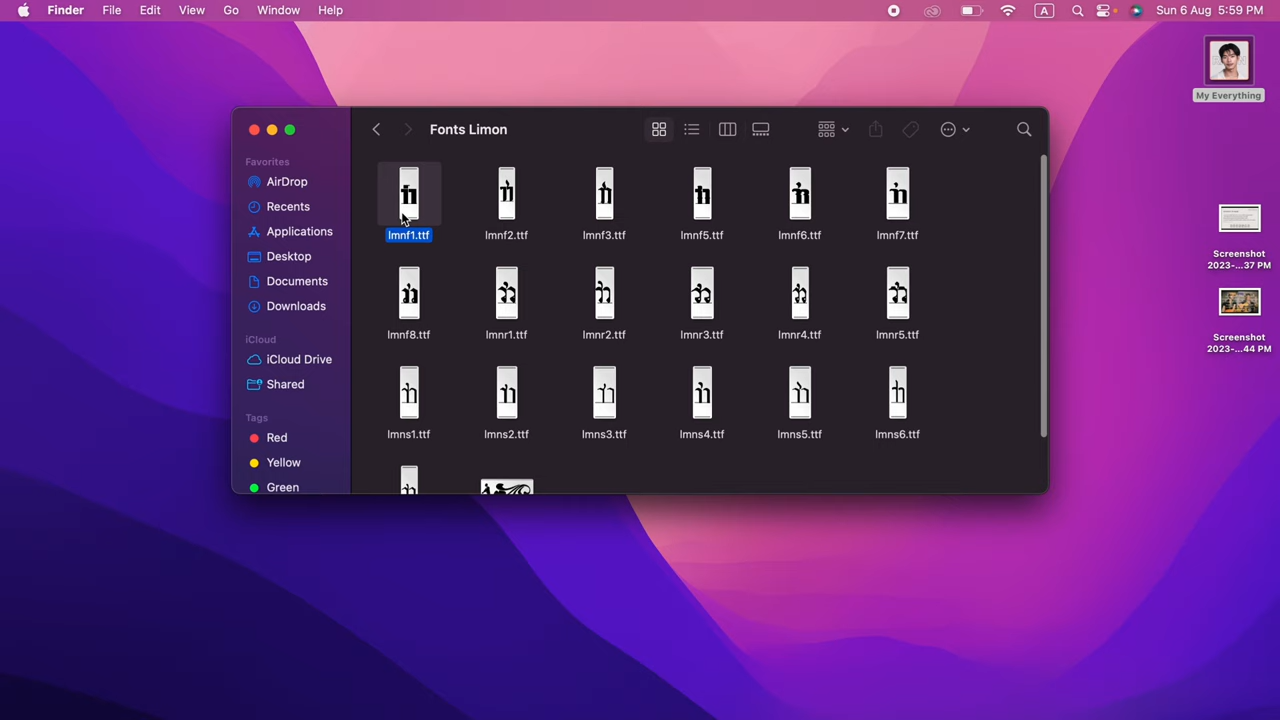 Finder File Edit View Go Window Help A Sun 6 Aug 5:59 PM
My Everything
Fonts Limon
Favorites
AirDrop
Recents
Applications
Desktop
Documents
Downloads
iCloud
iCloud Drive
Shared
Tags
Red
Yellow
Green
lmnf1.ttf lmnf2.ttf lmnf3.ttf lmnf5.ttf lmnf6.ttf lmnf7.ttf
lmnf8.ttf lmnr1.ttf lmnr2.ttf lmnr3.ttf lmnr4.ttf lmnr5.ttf
lmns1.ttf lmns2.ttf lmns3.ttf lmns4.ttf lmns5.ttf lmns6.ttf
Screenshot
2023-...37 PM
Screenshot
2023-...44 PM